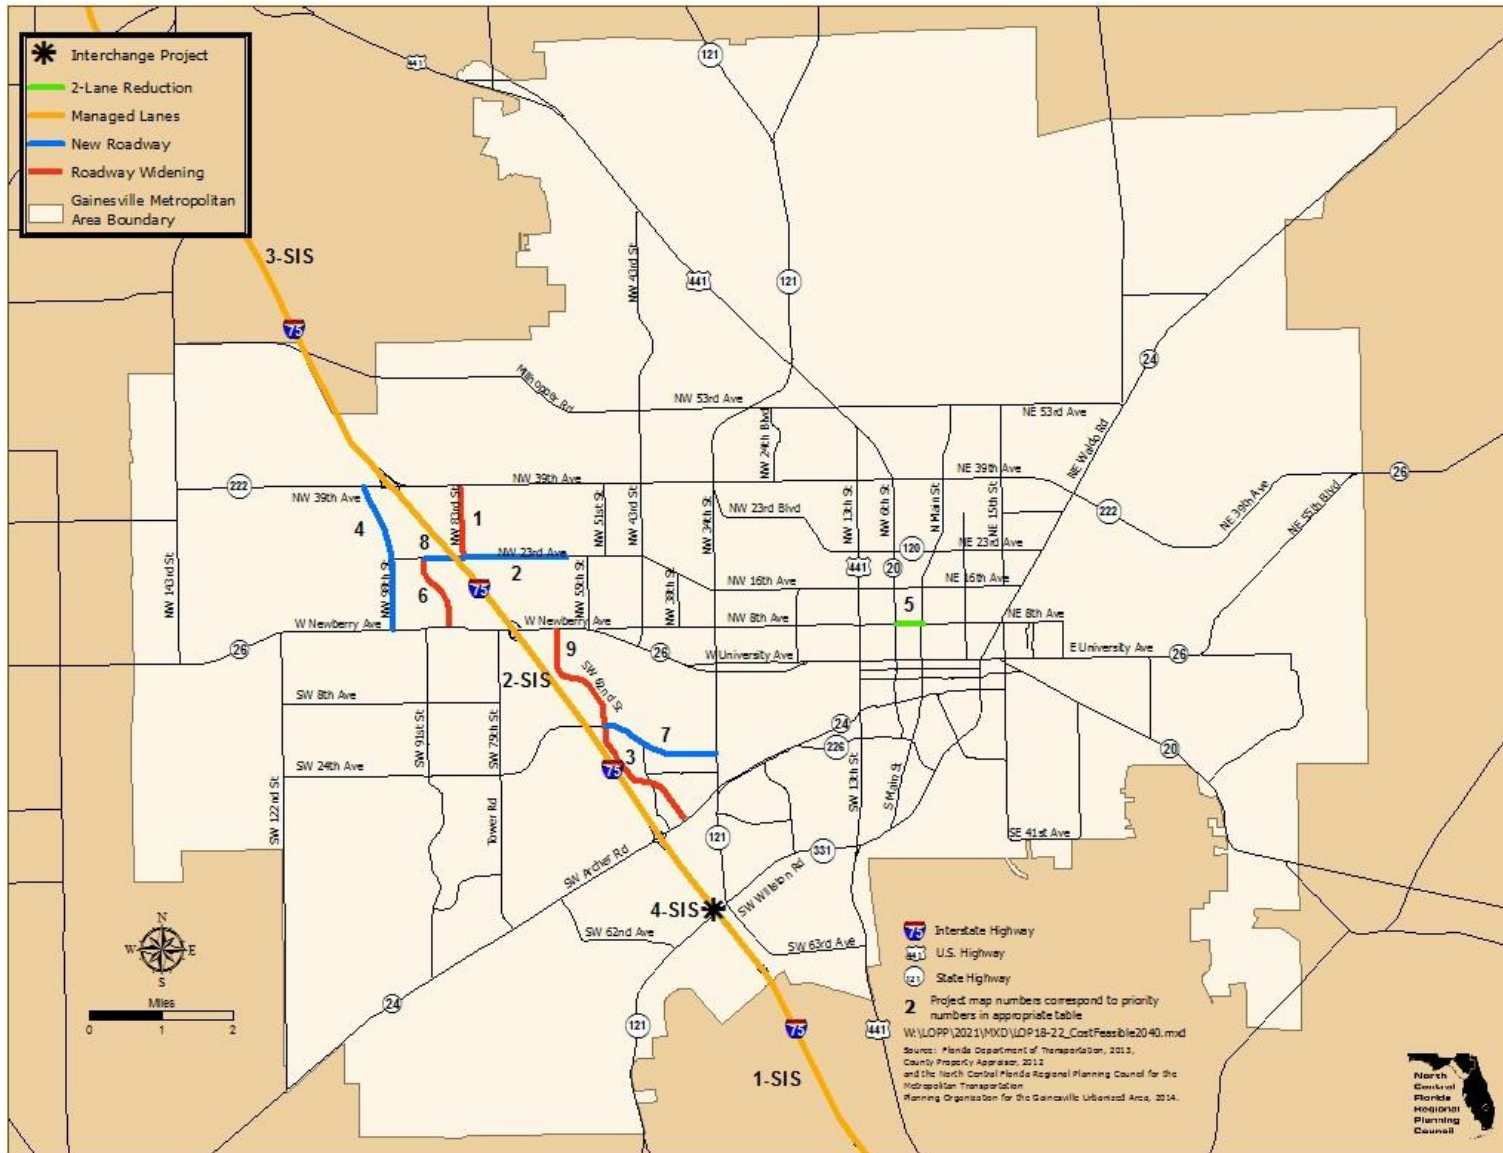 Interchange Project
2-Lane Reduction
Managed Lanes
New Roadway
Roadway Widening
Gainesville Metropolitan
Area Boundary
441
121
3-SIS
NW 43rd St
441
121
75
24
Millhopper Rd
NW 53rd Ave
NE 53rd Ave
NW 24th Blvd
NE Waldo Rd
26
222
NW 39th Ave
NW 39th Ave
NE 39th Ave
NE 39th Ave
NE 55th Blvd
222
NW 83rd St
NW 51st St
NW 43rd St
NW 34th St
NW 13th St
NW 6th St
N Main St
NE 15th St
NW 23rd Blvd
1
4
8
NW 23rd Ave
2
120
NE 23rd Ave
441
20
NW 143rd St
NW 98th St
6
75
NW 55th St
NW 38th St
NW 16th Ave
NE 16th Ave
5
W Newberry Ave
NW 8th Ave
NE 8th Ave
26
9
26
W University Ave
E University Ave
26
2-SIS
SW 62nd St
SW 8th Ave
SW 91st St
SW 75th St
7
24
226
20
SW 24th Ave
3
75
SW 122nd St
Tower Rd
SW 13th St
S Main St
SE 41st Ave
121
331
SW Archer Rd
SW Williston Rd
4-SIS
SW 62nd Ave
SW 63rd Ave
24
121
75
441
1-SIS
N
W
E
S
Miles
0
1
2
75
Interstate Highway
441
U.S. Highway
121
State Highway
2
Project map numbers correspond to priority
numbers in appropriate table
W:\LOPP\2021\MXD\LOP18-22_CostFeasible2040.mxd
Source: Florida Department of Transportation, 2013,
County Property Appraiser, 2012
and the North Central Florida Regional Planning Council for the
Metropolitan Transportation
Planning Organization for the Gainesville Urbanized Area, 2014.
North
Central
Florida
Regional
Planning
Council